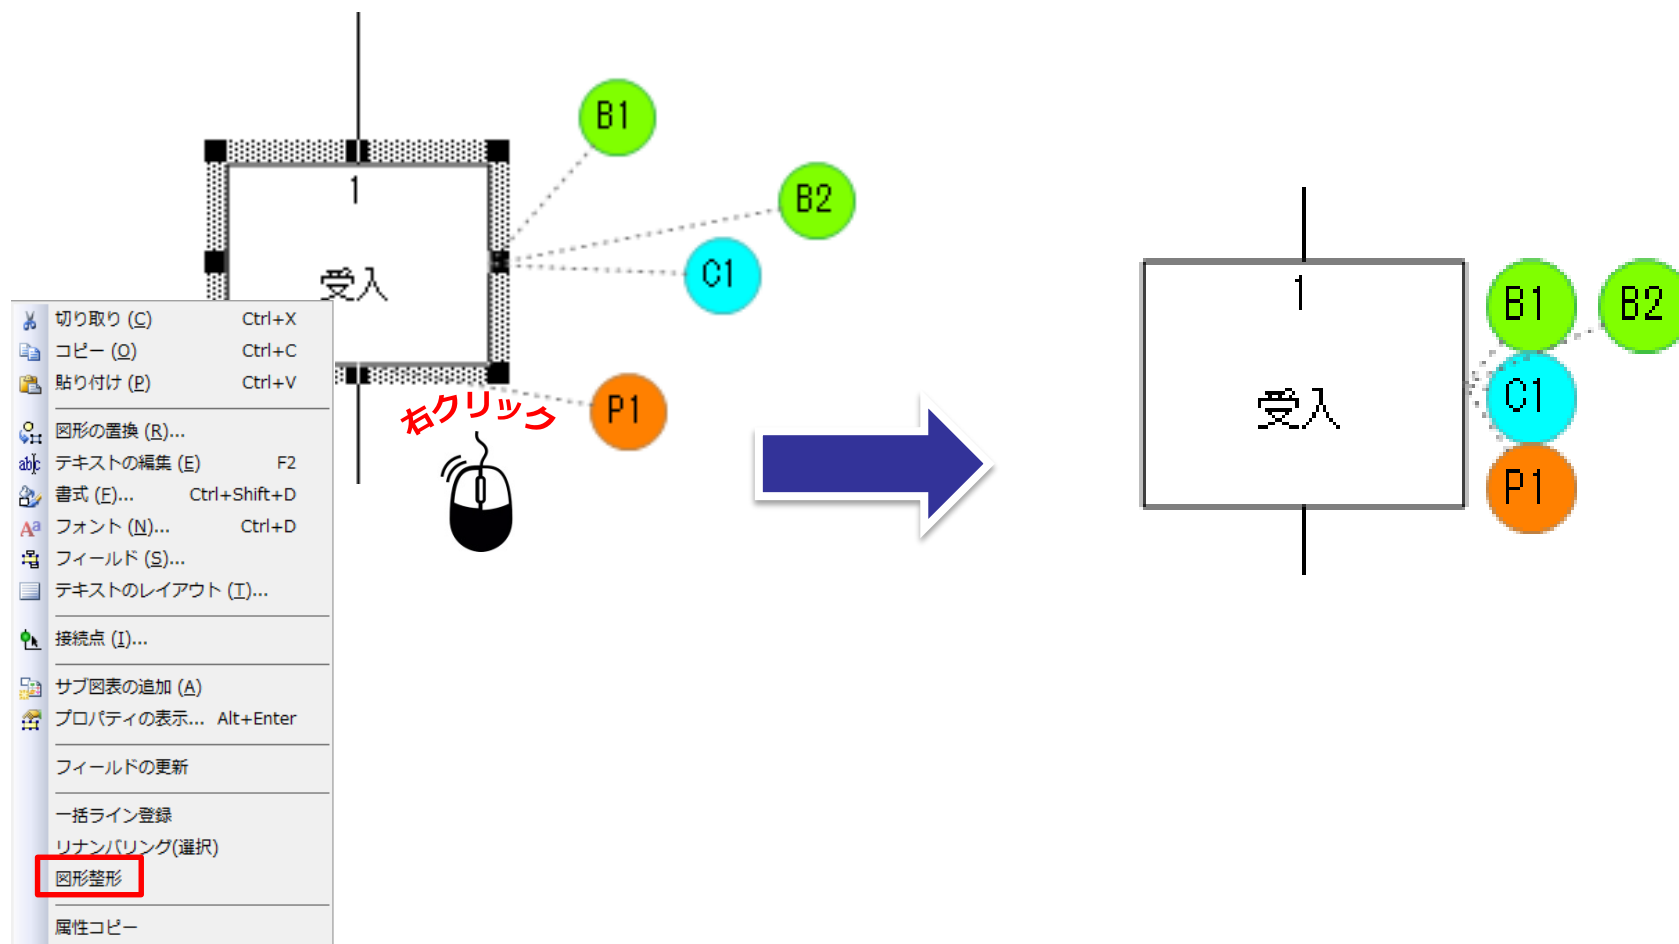 B1
B2
1
C1
受入
P1
右クリック
切り取り (C) Ctrl+X
コピー (O) Ctrl+C
貼り付け (P) Ctrl+V
図形の置換 (R)...
テキストの編集 (E) F2
書式 (F)... Ctrl+Shift+D
フォント (N)... Ctrl+D
フィールド (S)...
テキストのレイアウト (T)...
接続点 (I)...
サブ図表の追加 (A)
プロパティの表示... Alt+Enter
フィールドの更新
一括ライン登録
リナンバリング(選択)
図形整形
属性コピー
1
B1 B2
C1
受入
P1